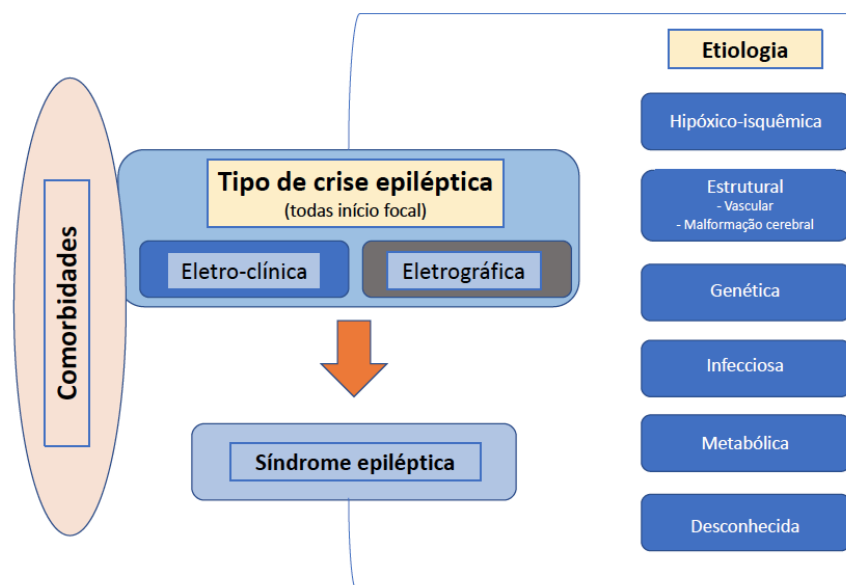 Comorbidades
Tipo de crise epiléptica
(todas início focal)
Eletro-clínica
Eletrográfica
Síndrome epiléptica
Etiologia
Hipóxico-isquêmica
Estrutural
- Vascular
- Malformação cerebral
Genética
Infecciosa
Metabólica
Desconhecida